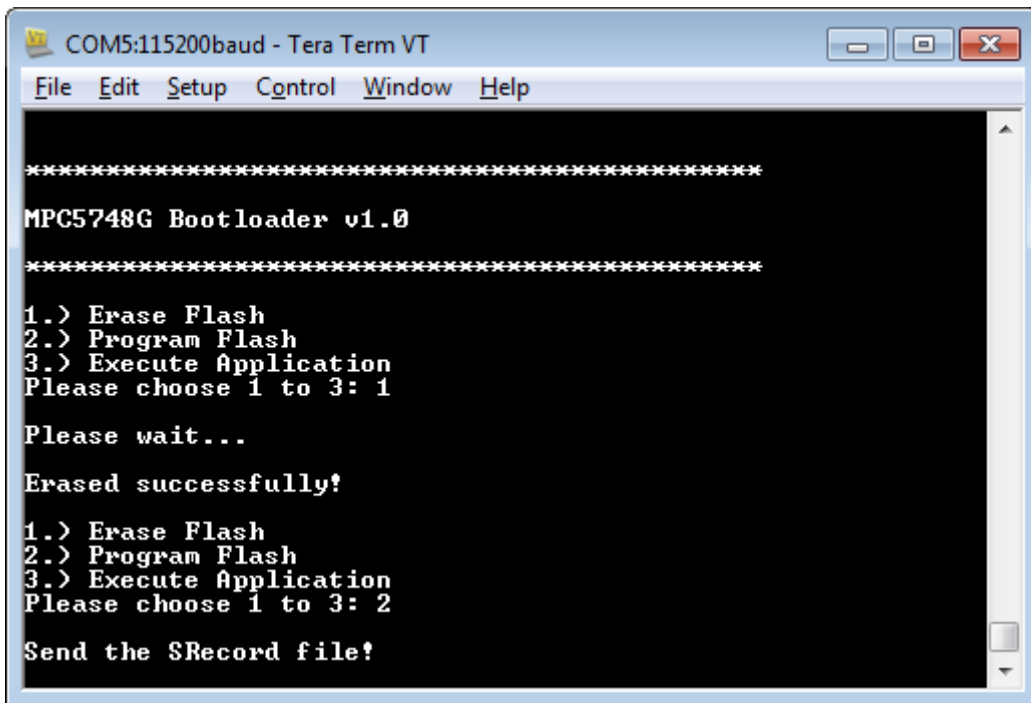 COM5:115200baud - Tera Term VT
File Edit Setup Control Window Help
**********************************************
MPC5748G Bootloader v1.0
**********************************************
1.) Erase Flash
2.) Program Flash
3.) Execute Application
Please choose 1 to 3: 1
Please wait...
Erased successfully!
1.) Erase Flash
2.) Program Flash
3.) Execute Application
Please choose 1 to 3: 2
Send the SRecord file!